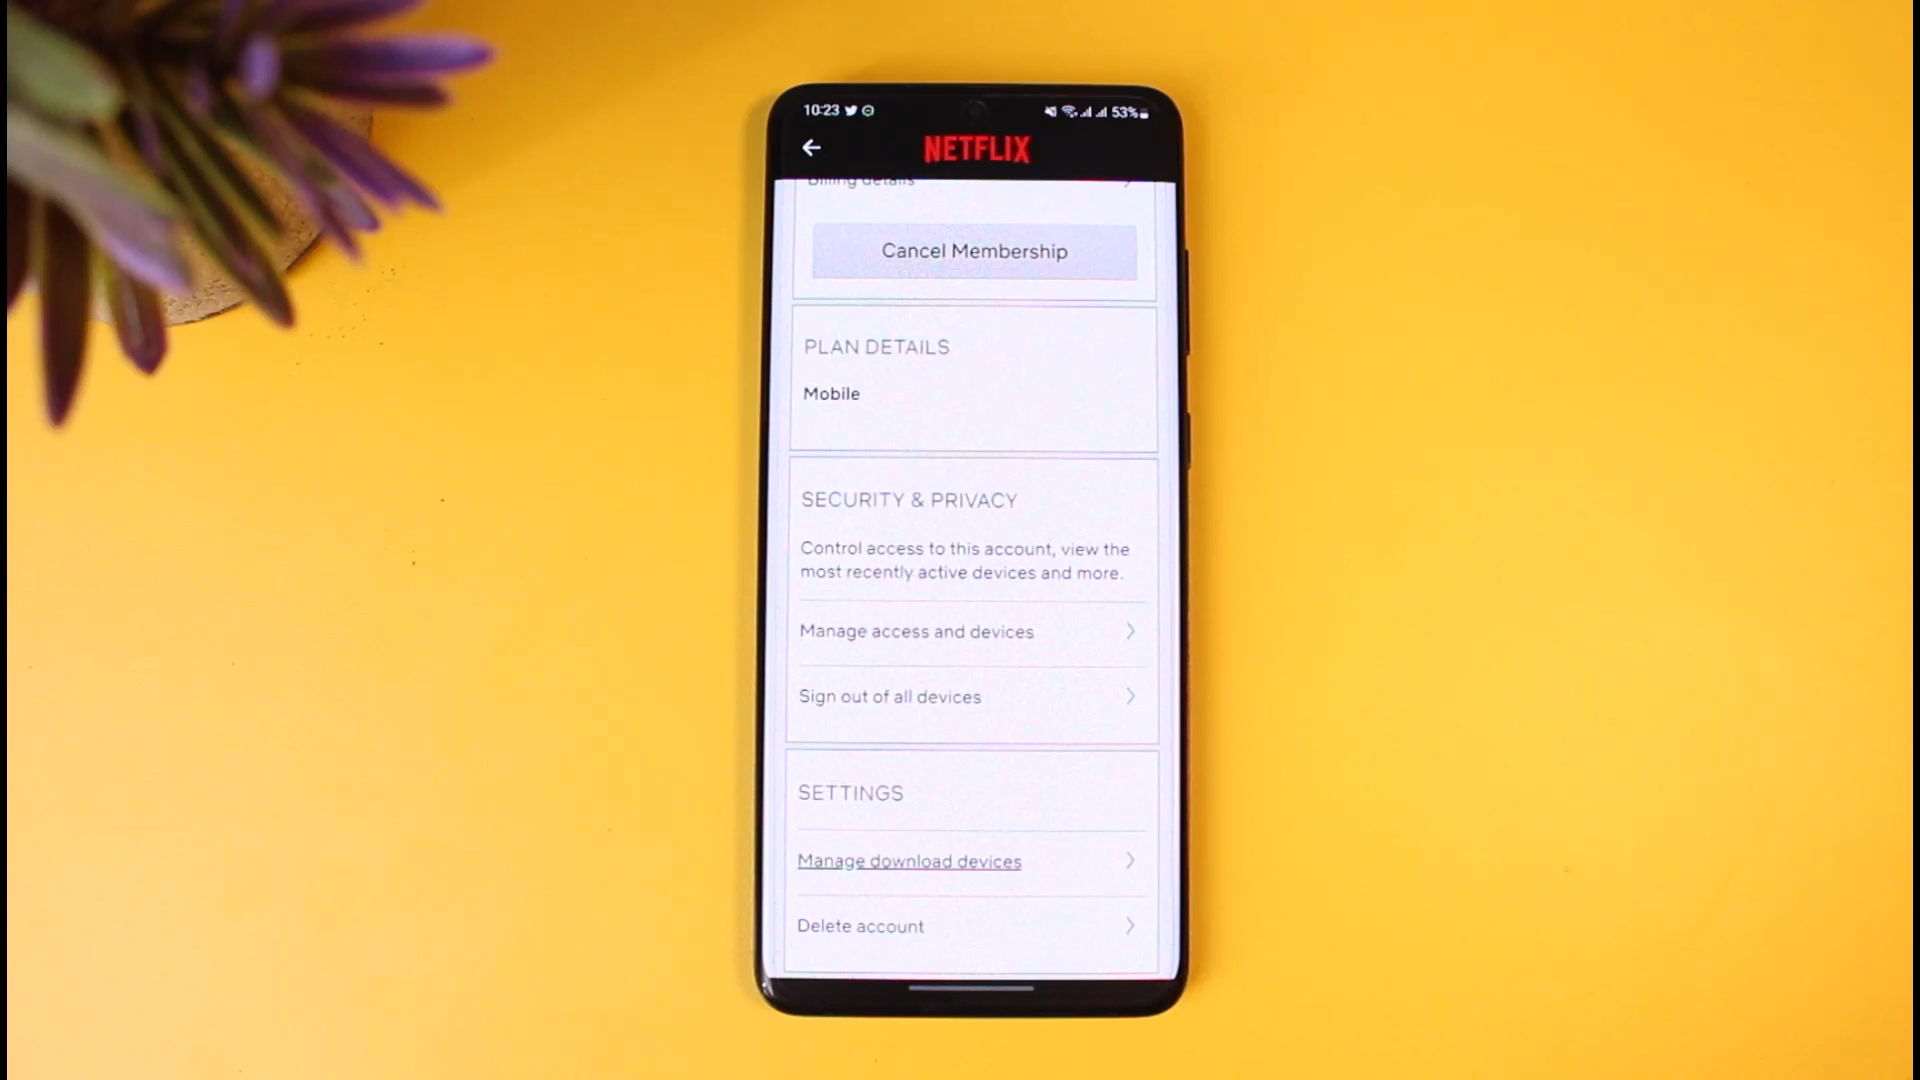 10:23 53%
NETFLIX
Billing details
Cancel Membership
PLAN DETAILS
Mobile
SECURITY & PRIVACY
Control access to this account, view the
most recently active devices and more.
Manage access and devices
Sign out of all devices
SETTINGS
Manage download devices
Delete account